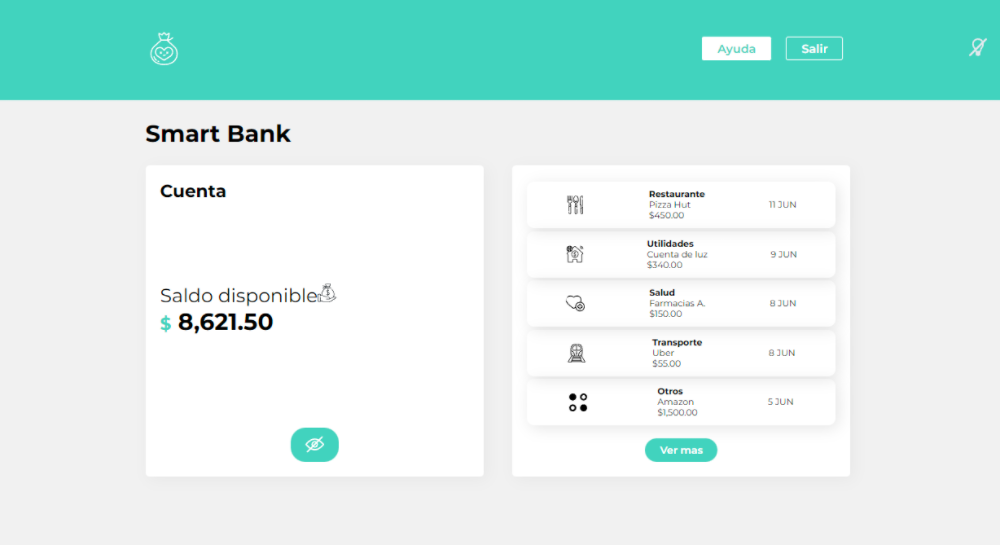 Ayuda
Salir
Smart Bank
Cuenta
Saldo disponible
$ 8,621.50
Restaurante
Pizza Hut
$450.00
11 JUN
Utilidades
Cuenta de luz
$340.00
9 JUN
Salud
Farmacias A.
$150.00
8 JUN
Transporte
Uber
$55.00
8 JUN
Otros
Amazon
$1,500.00
5 JUN
Ver mas